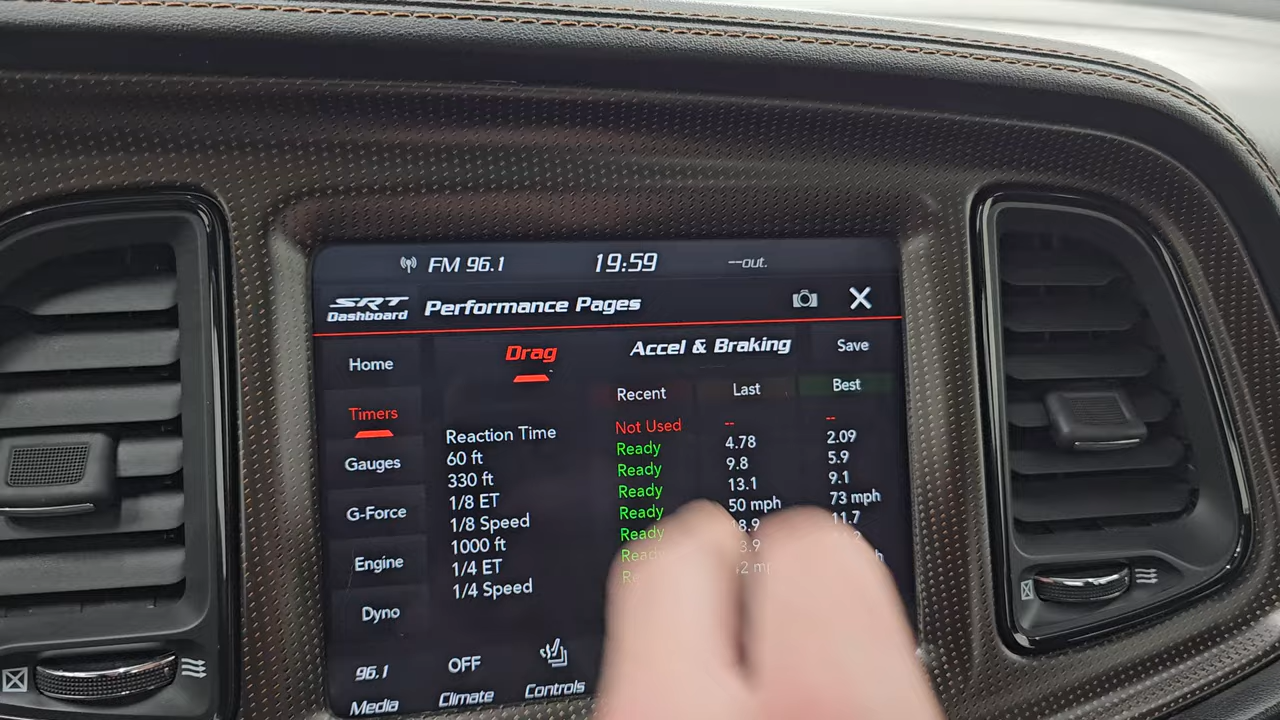 FM 96.1 19:59 --out.
SRT Dashboard Performance Pages X
Home Drag Accel & Braking Save
Recent Last Best
Timers
Reaction Time Not Used -- --
60 ft Ready 4.78 2.09
Gauges
330 ft Ready 9.8 5.9
1/8 ET Ready 13.1 9.1
G-Force
1/8 Speed Ready 50 mph 73 mph
1000 ft Ready 18.9 11.7
Engine
1/4 ET Ready
1/4 Speed
Dyno
96.1 OFF
Media Climate Controls